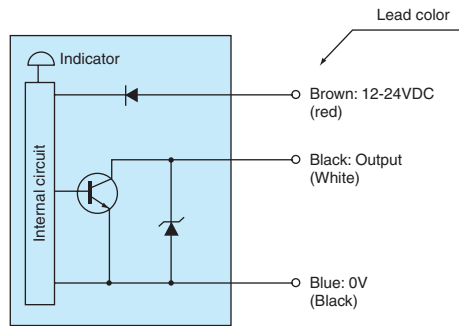 Lead color
Indicator
Brown: 12-24VDC
(red)
Black: Output
(White)
Internal circuit
Blue: 0V
(Black)